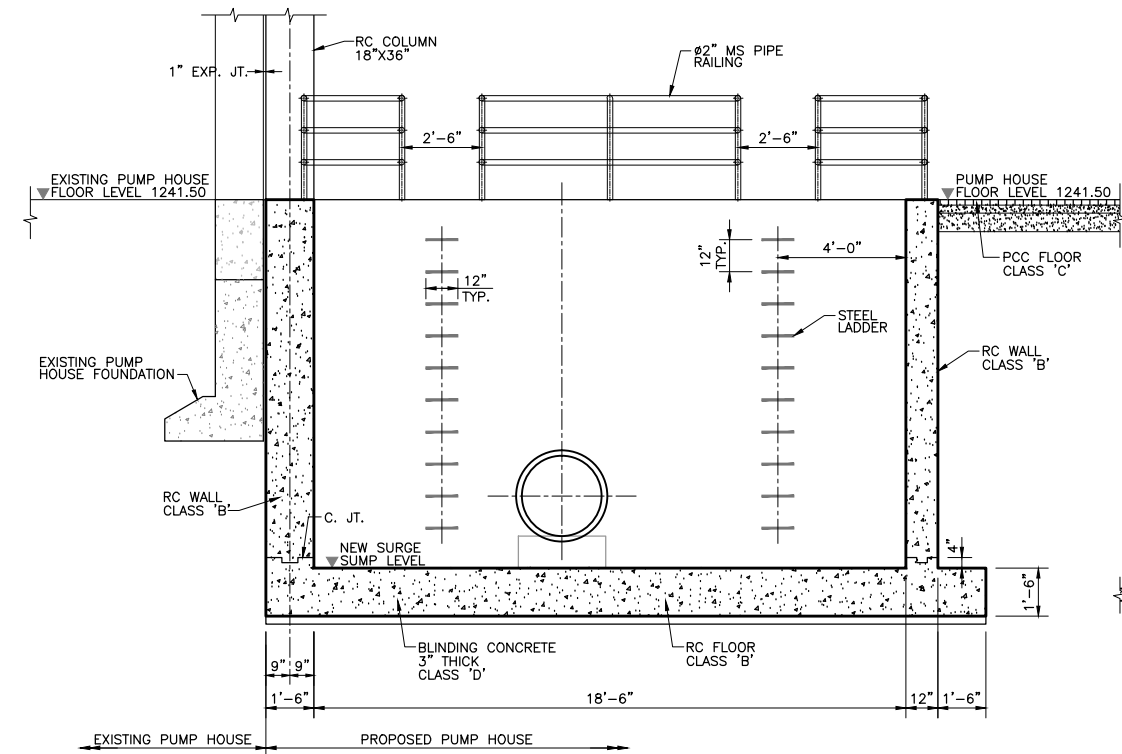 RC COLUMN
18"X36"
ø2" MS PIPE
RAILING
1" EXP. JT.
2'-6"
2'-6"
EXISTING PUMP HOUSE
FLOOR LEVEL 1241.50
PUMP HOUSE
FLOOR LEVEL 1241.50
12"
TYP.
4'-0"
PCC FLOOR
CLASS 'C'
12"
TYP.
STEEL
LADDER
EXISTING PUMP
HOUSE FOUNDATION
RC WALL
CLASS 'B'
RC WALL
CLASS 'B'
C. JT.
NEW SURGE
SUMP LEVEL
4"
1'-6"
BLINDING CONCRETE
3" THICK
CLASS 'D'
RC FLOOR
CLASS 'B'
9"
9"
1'-6"
18'-6"
12"
1'-6"
EXISTING PUMP HOUSE
PROPOSED PUMP HOUSE